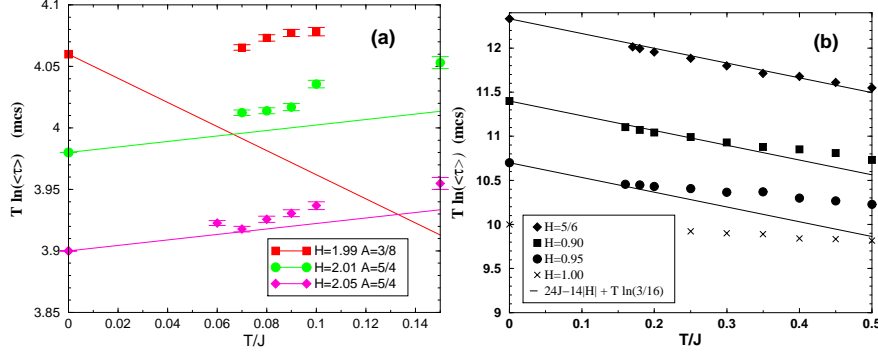 (a)
T ln(<τ>) (mcs)
4.1
4.05
4
3.95
3.9
3.85
0
0.02
0.04
0.06
0.08
0.10
0.12
0.14
T/J
H=1.99 A=3/8
H=2.01 A=5/4
H=2.05 A=5/4
(b)
T ln(<τ>) (mcs)
12
11.5
11
10.5
10
9.5
0
0.1
0.2
0.3
0.4
0.5
T/J
H=5/6
H=0.90
H=0.95
H=1.00
24J−14|H| + T ln(3/16)